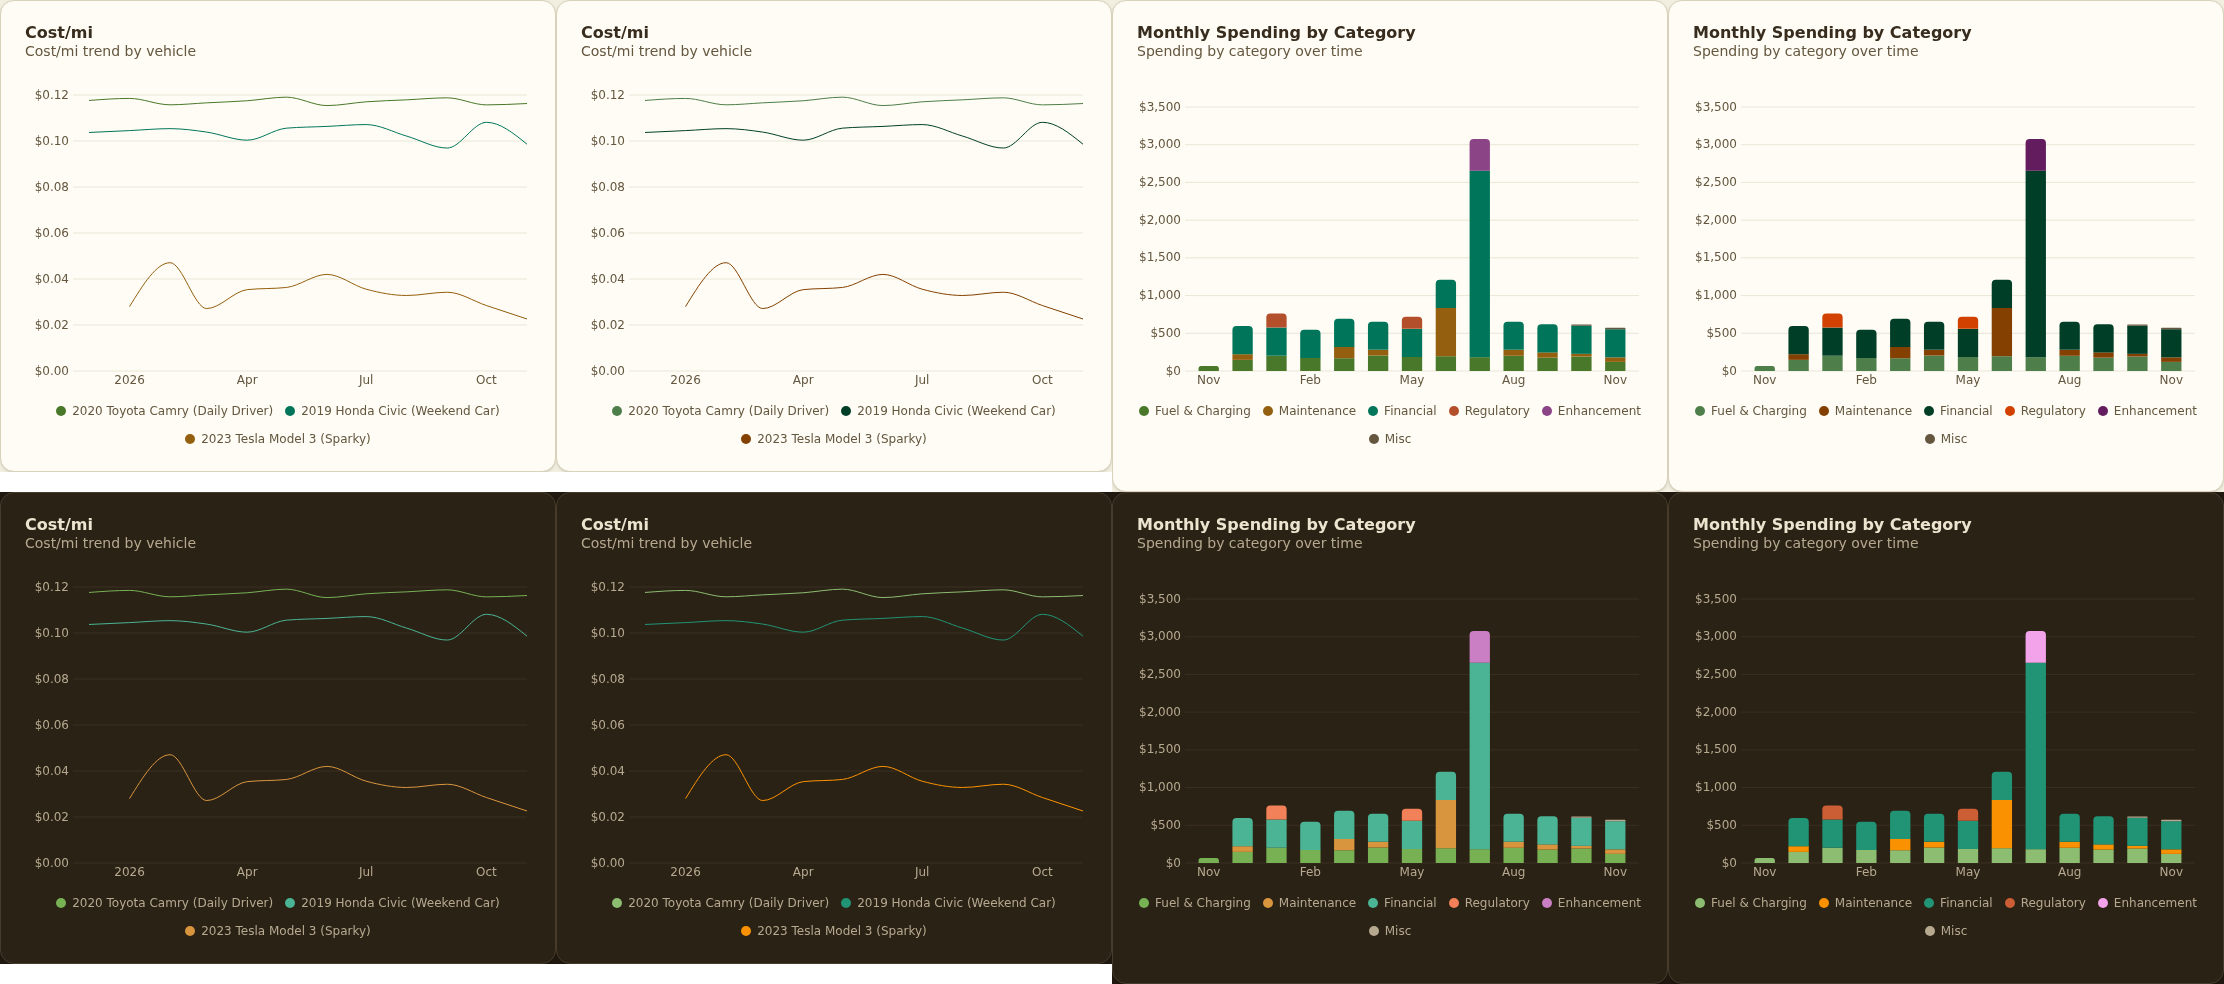 Cost/mi
Cost/mi trend by vehicle
$0.12
$0.10
$0.08
$0.06
$0.04
$0.02
$0.00
2026 Apr Jul Oct
2020 Toyota Camry (Daily Driver) 2019 Honda Civic (Weekend Car)
2023 Tesla Model 3 (Sparky)
Cost/mi
Cost/mi trend by vehicle
$0.12
$0.10
$0.08
$0.06
$0.04
$0.02
$0.00
2026 Apr Jul Oct
2020 Toyota Camry (Daily Driver) 2019 Honda Civic (Weekend Car)
2023 Tesla Model 3 (Sparky)
Monthly Spending by Category
Spending by category over time
$3,500
$3,000
$2,500
$2,000
$1,500
$1,000
$500
$0
Nov Feb May Aug Nov
Fuel & Charging Maintenance Financial Regulatory Enhancement
Misc
Monthly Spending by Category
Spending by category over time
$3,500
$3,000
$2,500
$2,000
$1,500
$1,000
$500
$0
Nov Feb May Aug Nov
Fuel & Charging Maintenance Financial Regulatory Enhancement
Misc
Cost/mi
Cost/mi trend by vehicle
$0.12
$0.10
$0.08
$0.06
$0.04
$0.02
$0.00
2026 Apr Jul Oct
2020 Toyota Camry (Daily Driver) 2019 Honda Civic (Weekend Car)
2023 Tesla Model 3 (Sparky)
Cost/mi
Cost/mi trend by vehicle
$0.12
$0.10
$0.08
$0.06
$0.04
$0.02
$0.00
2026 Apr Jul Oct
2020 Toyota Camry (Daily Driver) 2019 Honda Civic (Weekend Car)
2023 Tesla Model 3 (Sparky)
Monthly Spending by Category
Spending by category over time
$3,500
$3,000
$2,500
$2,000
$1,500
$1,000
$500
$0
Nov Feb May Aug Nov
Fuel & Charging Maintenance Financial Regulatory Enhancement
Misc
Monthly Spending by Category
Spending by category over time
$3,500
$3,000
$2,500
$2,000
$1,500
$1,000
$500
$0
Nov Feb May Aug Nov
Fuel & Charging Maintenance Financial Regulatory Enhancement
Misc